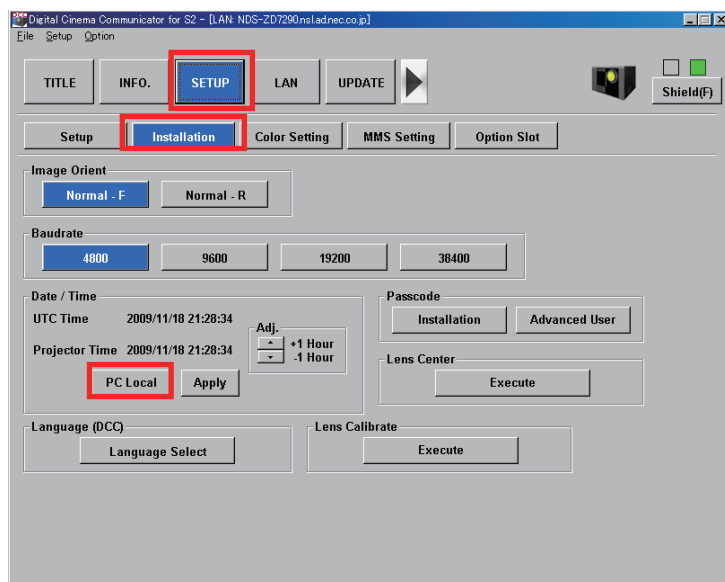 Digital Cinema Communicator for S2 - [LAN: NDS-ZD7290.nsl.ad.nec.co.jp]
File Setup Option
TITLE INFO. SETUP LAN UPDATE
Shield(F)
Setup Installation Color Setting MMS Setting Option Slot
Image Orient
Normal - F Normal - R
Baudrate
4800 9600 19200 38400
Date / Time
UTC Time 2009/11/18 21:28:34
Projector Time 2009/11/18 21:28:34
Adj.
+1 Hour
-1 Hour
PC Local Apply
Passcode
Installation Advanced User
Lens Center
Execute
Language (DCC)
Language Select
Lens Calibrate
Execute